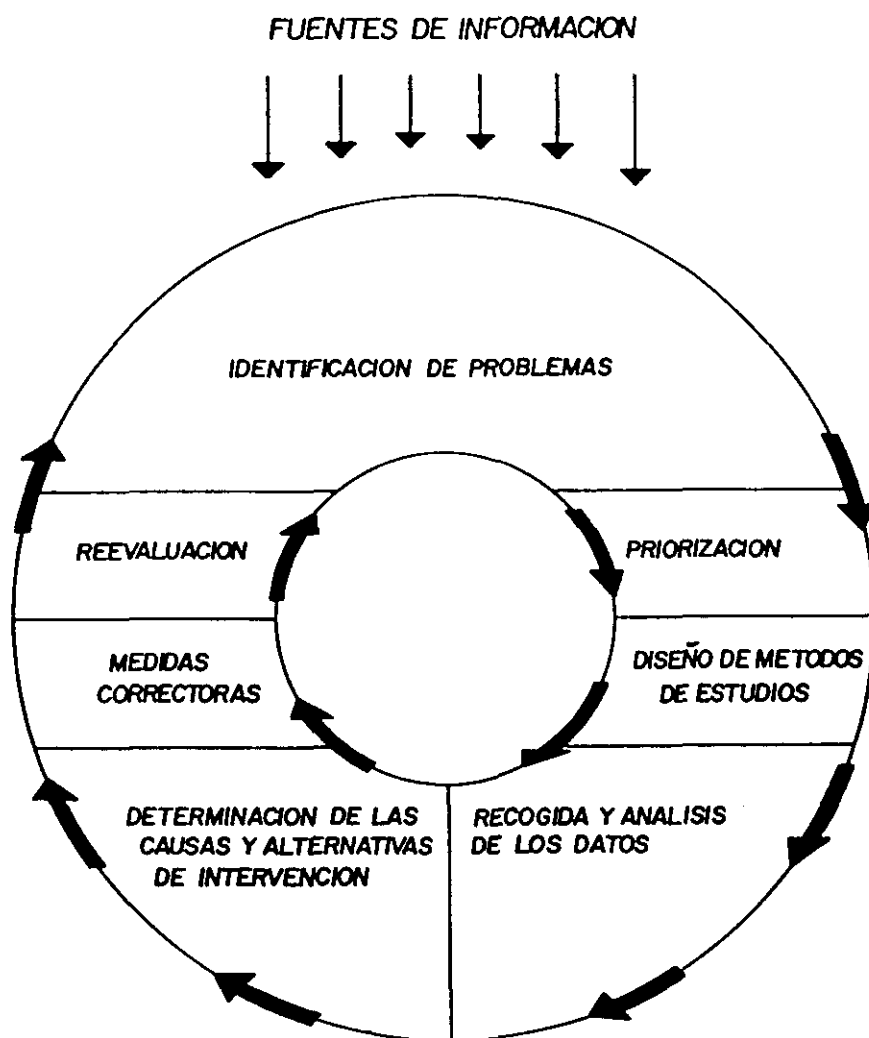 FUENTES DE INFORMACION
IDENTIFICACION DE PROBLEMAS
REEVALUACION
PRIORIZACION
MEDIDAS
CORRECTORAS
DISEÑO DE METODOS
DE ESTUDIOS
DETERMINACION DE LAS
CAUSAS Y ALTERNATIVAS
DE INTERVENCION
RECOGIDA Y ANALISIS
DE LOS DATOS